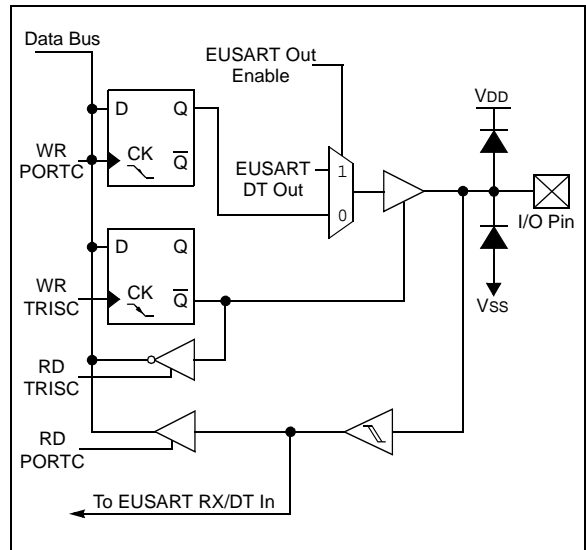 Data Bus
EUSART Out
Enable
VDD
D Q
WR
PORTC
CK
Q
EUSART
DT Out
1
0
I/O Pin
D Q
WR
TRISC
CK
Q
VSS
RD
TRISC
RD
PORTC
To EUSART RX/DT In